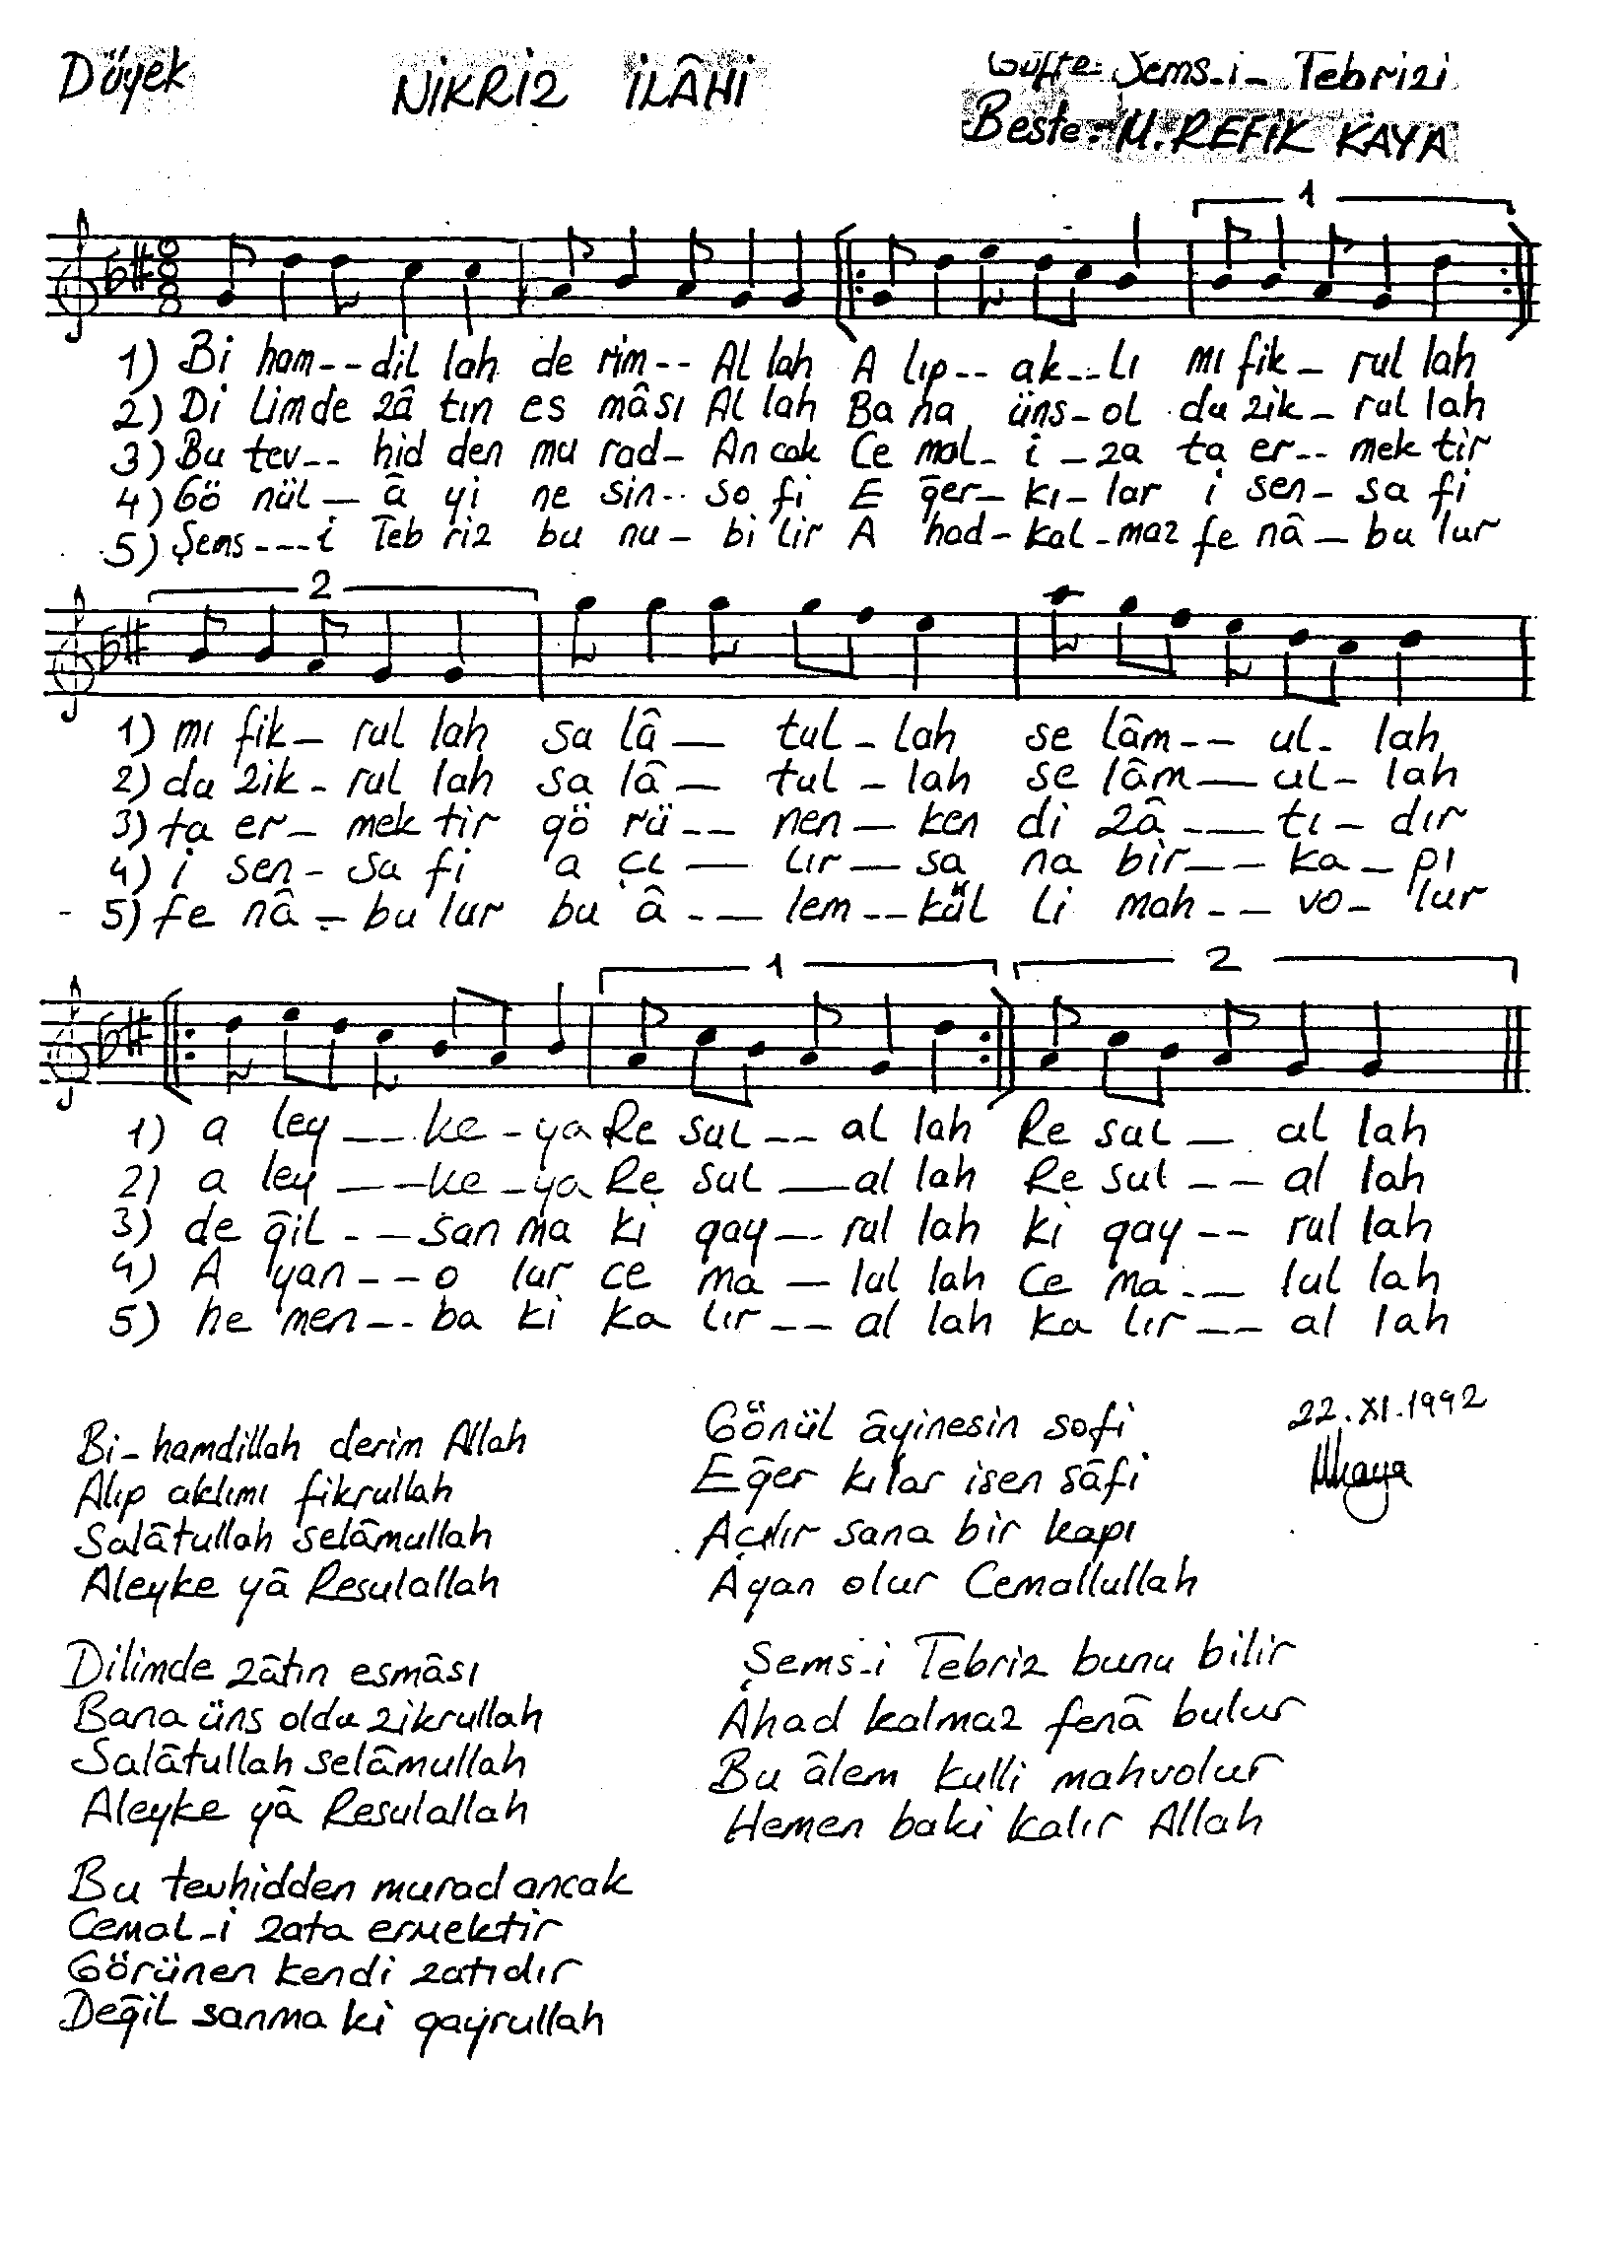 Düyek
NİKRİZ İLÂHİ
Güfte: Şems-i- Tebrizi
Beste: M. REFİK KAYA
1
8
8
1) Bi ham---dil lah de rim-- Al lah A lıp-- ak--lı mı fik- rul lah
2) Di limde zâ tın es mâsı Al lah Ba na üns-ol du zik- rul lah
3) Bu tev-- hid den mu rad- An cak Ce mal- i -za ta er-- mek tir
4) Gö nül- â yi ne sin-- so fi E ğer- kı- lar i sen- sa fi
5) Şems---i Teb riz bu nu- bi lir A had- kal-maz fe nâ- bu lur
2
1) mı fik- rul lah sa lâ- tul-lah se lâm-- ul- lah
2) du zik- rul lah sa lâ- tul-lah se lâm- ul- lah
3) ta er- mek tir gö rü-- nen- ken di zâ -- tı- dır
4) i sen- sa fi a çı- lır- sa na bir-- ka- pı
5) fe nâ- bu lur bu â-- lem--kül li mah-- vo- lur
1 2
1) a ley---ke-ya Re sul-- al lah Re sul- al lah
2) a ley---ke-ya Re sul- al lah Re sul-- al lah
3) de ğil--san ma ki gay-- rul lah ki gay-- rul lah
4) A yan---o lur ce ma- lul lah Ce ma-- lul lah
5) he men---ba ki ka lır-- al lah ka lır-- al lah
Bi-hamdillah derim Allah
Alıp aklımı fikrullah
Salâtullah selâmullah
Aleyke yâ Resulallah
Dilimde zâtın esmâsı
Bana üns oldu zikrullah
Salâtullah selâmullah
Aleyke yâ Resulallah
Bu tevhidden murad ancak
Cemal-i zata ermektir
Görünen kendi zatıdır
Değil sanma ki gayrullah
Gönül âyinesin sofi
Eğer kılar isen sâfi
Açılır sana bir kapı
Âyan olur Cemallullah
Şems-i Tebriz bunu bilir
Âhad kalmaz fenâ bulur
Bu âlem kulli mahvolur
Hemen baki kalır Allah
22.XI.1992
MKaya